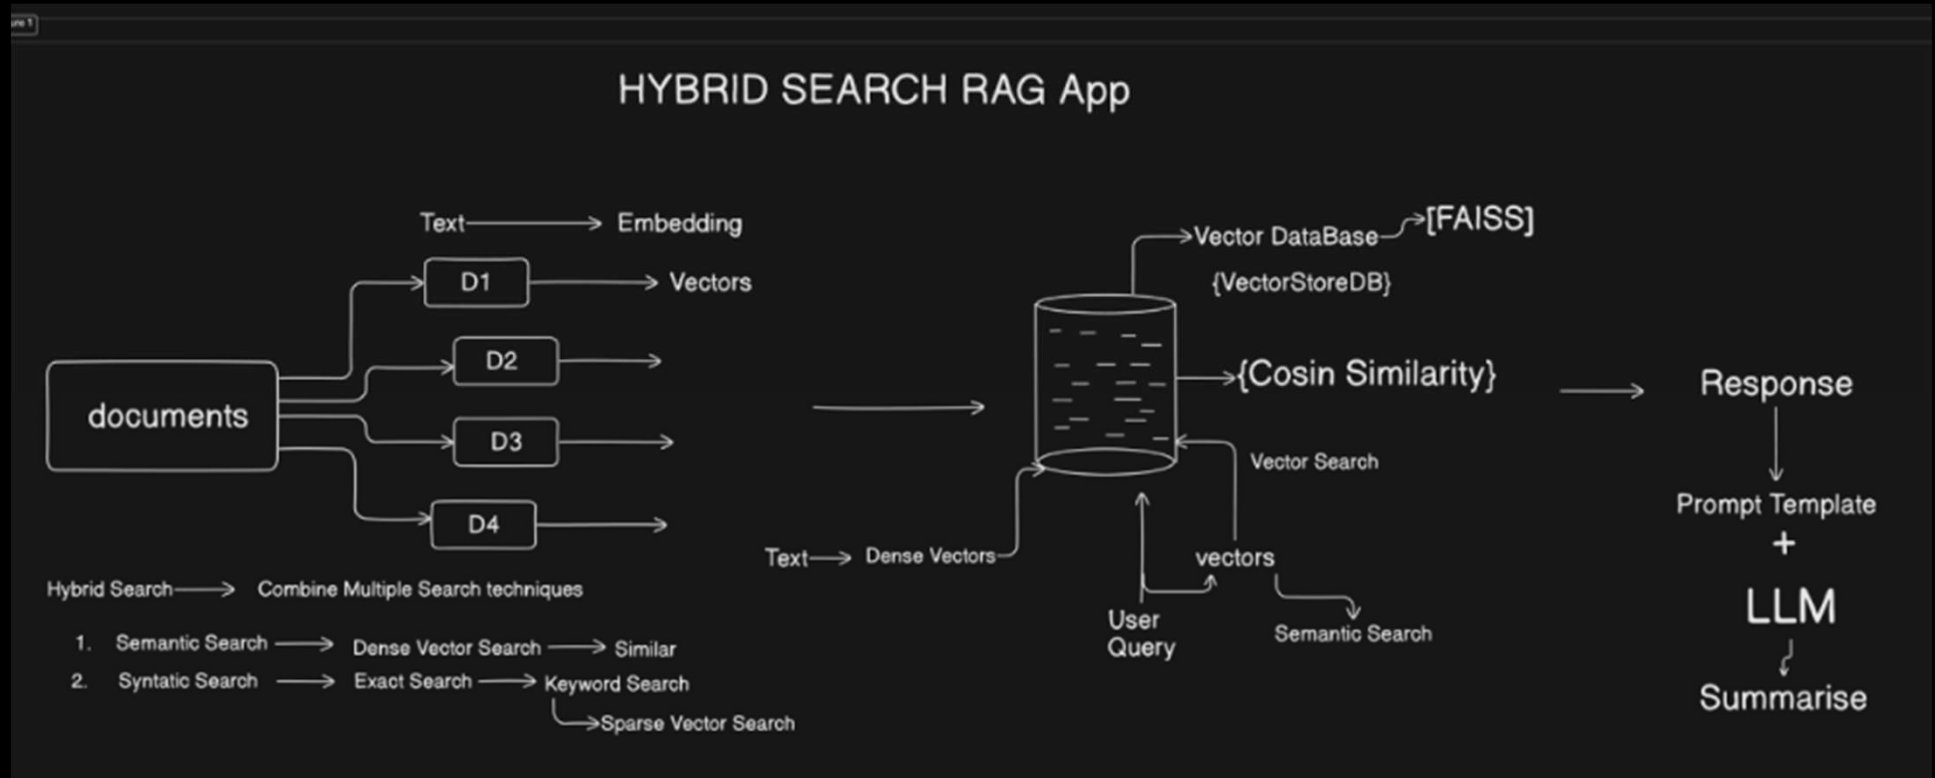 ure 1
HYBRID SEARCH RAG App
Text
Embedding
D1
Vectors
D2
documents
D3
D4
Vector DataBase
[FAISS]
{VectorStoreDB}
{Cosin Similarity}
Vector Search
Text
Dense Vectors
vectors
User
Query
Semantic Search
Response
Prompt Template
+
LLM
Summarise
Hybrid Search
Combine Multiple Search techniques
1. Semantic Search
Dense Vector Search
Similar
2. Syntatic Search
Exact Search
Keyword Search
Sparse Vector Search